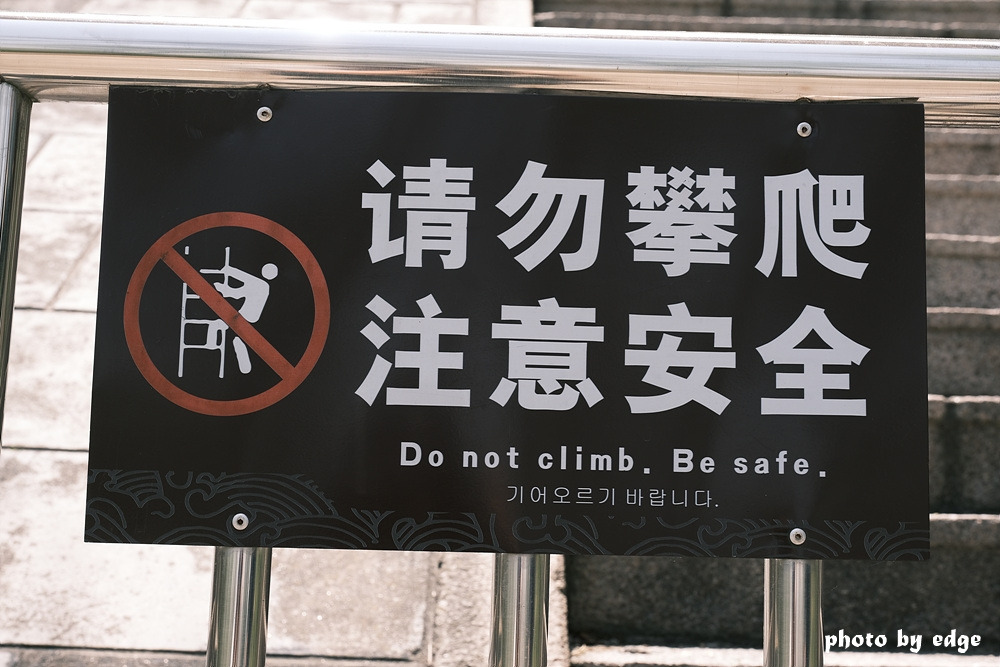 请勿攀爬
注意安全
Do not climb. Be safe.
기어오르기 바랍니다.
photo by edge